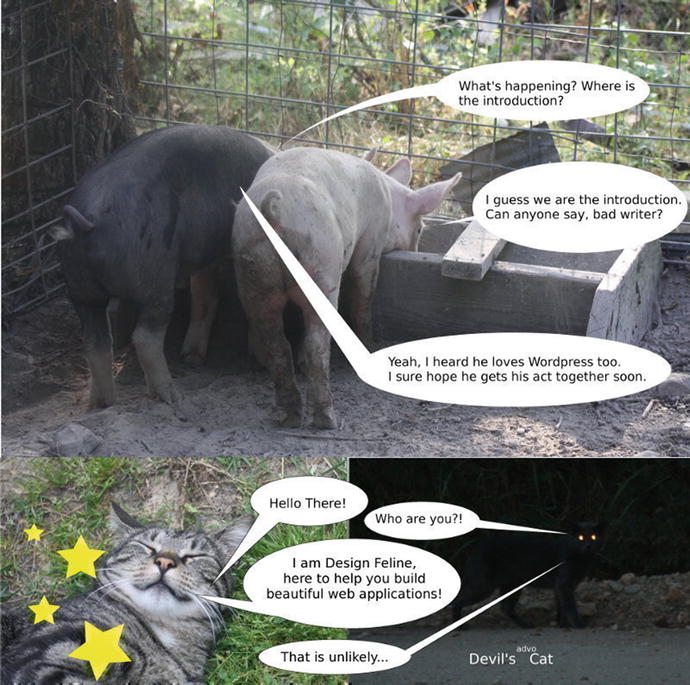 What's happening? Where is
the introduction?
I guess we are the introduction.
Can anyone say, bad writer?
Yeah, I heard he loves Wordpress too.
I sure hope he gets his act together soon.
Hello There!
Who are you?!
I am Design Feline,
here to help you build
beautiful web applications!
That is unlikely...
advo
Devil's Cat